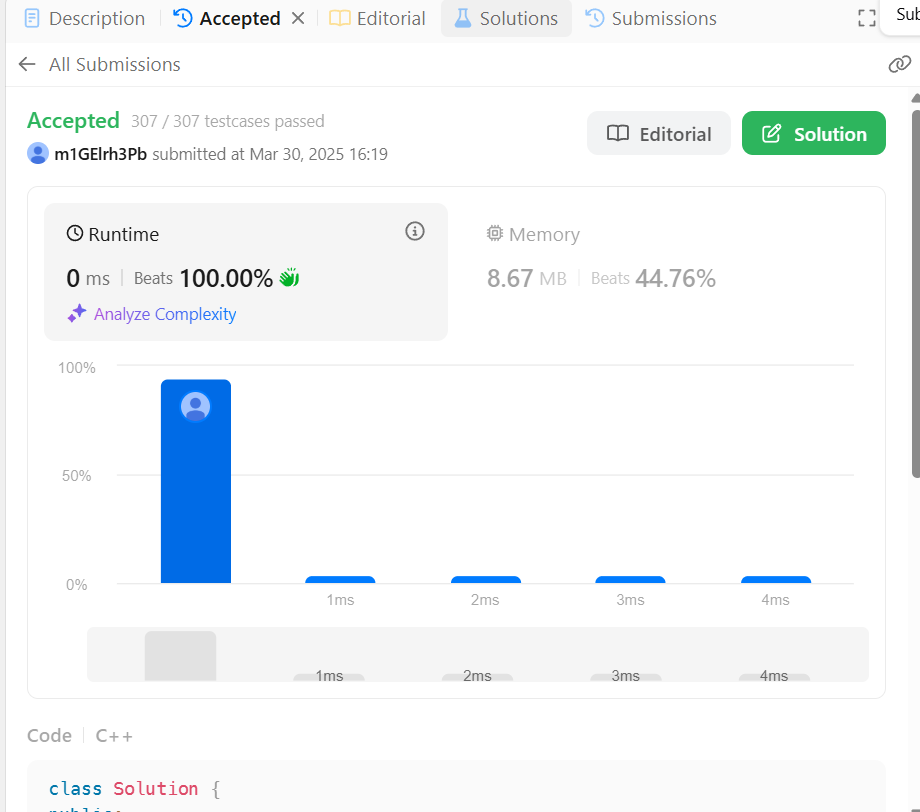 Description Accepted Editorial Solutions Submissions Sub
All Submissions
Accepted 307 / 307 testcases passed
m1GElrh3Pb submitted at Mar 30, 2025 16:19
Editorial Solution
Runtime
0 ms Beats 100.00%
Analyze Complexity
Memory
8.67 MB Beats 44.76%
100%
50%
0%
1ms 2ms 3ms 4ms
1ms 2ms 3ms 4ms
Code C++
class Solution {
public: